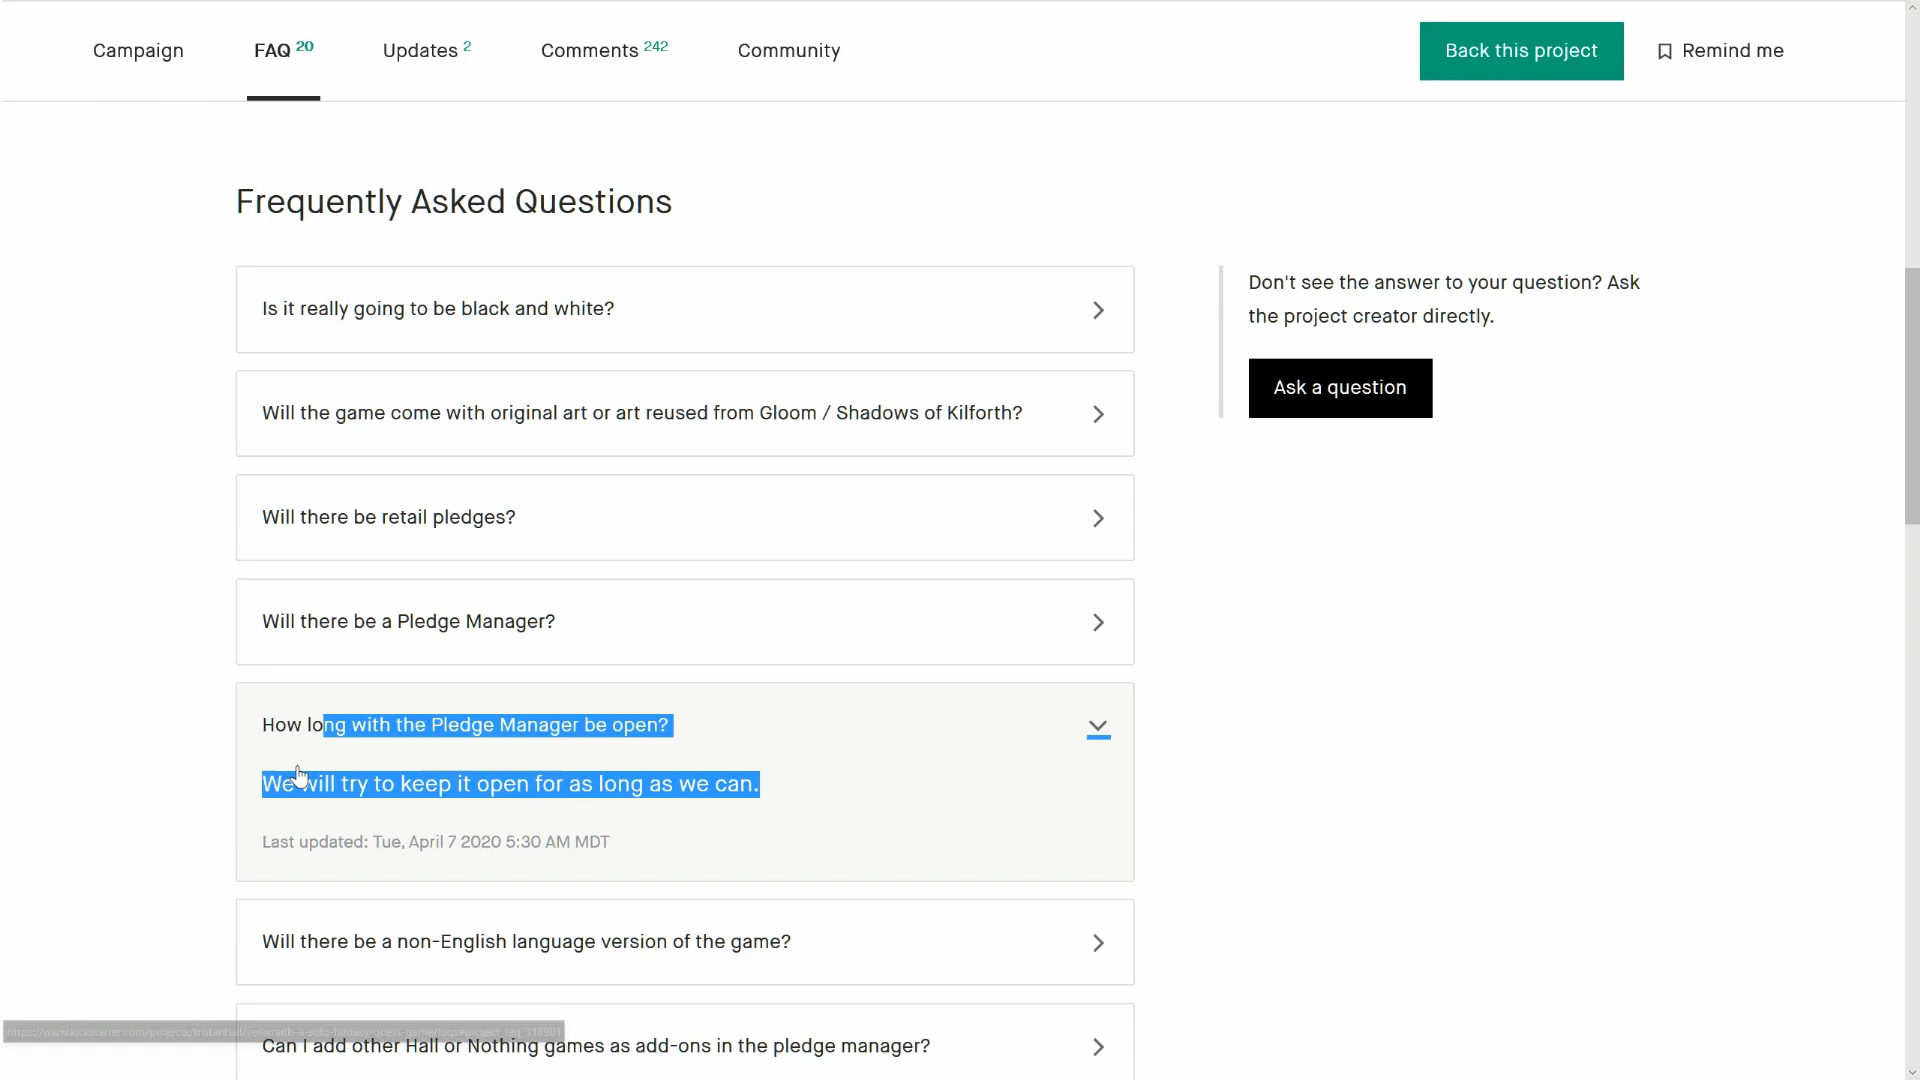 Campaign
FAQ 20
Updates 2
Comments 242
Community
Back this project
Remind me
Frequently Asked Questions
Is it really going to be black and white?
Don't see the answer to your question? Ask
the project creator directly.
Ask a question
Will the game come with original art or art reused from Gloom / Shadows of Kilforth?
Will there be retail pledges?
Will there be a Pledge Manager?
How long with the Pledge Manager be open?
We will try to keep it open for as long as we can.
Last updated: Tue, April 7 2020 5:30 AM MDT
Will there be a non-English language version of the game?
Can I add other Hall or Nothing games as add-ons in the pledge manager?